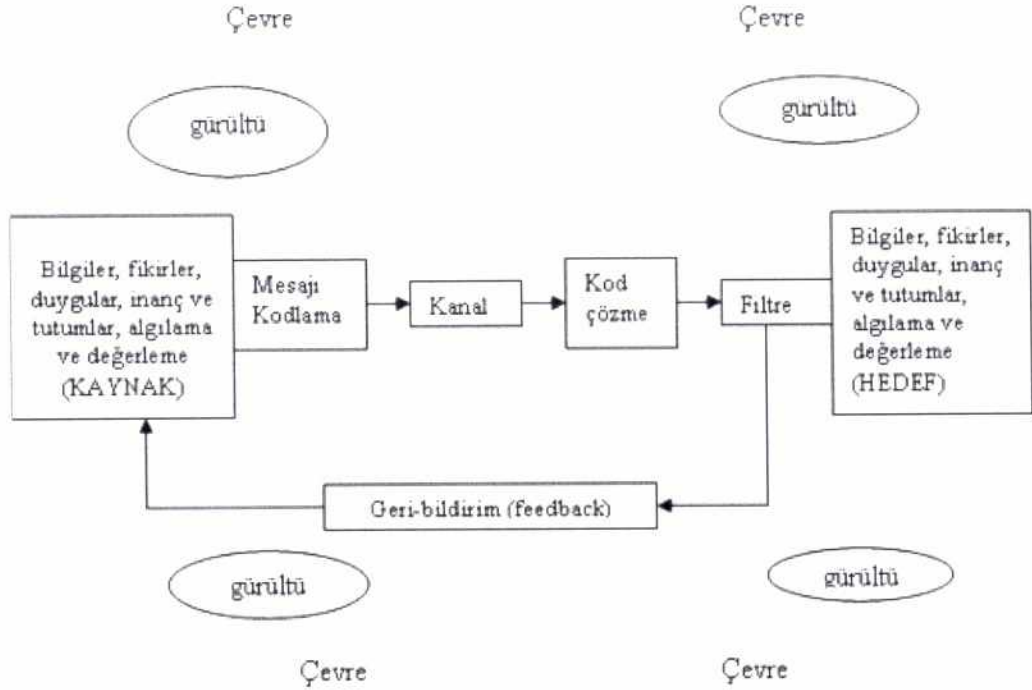 Çevre
Çevre
gürültü
gürültü
Bilgiler, fikirler,
duygular, inanç ve
tutumlar, algılama
ve değerleme
(KAYNAK)
Mesajı
Kodlama
Kanal
Kod
çözme
Filtre
Bilgiler, fikirler,
duygular, inanç
ve tutumlar,
algılama ve
değerleme
(HEDEF)
Geri-bildirim (feedback)
gürültü
gürültü
Çevre
Çevre